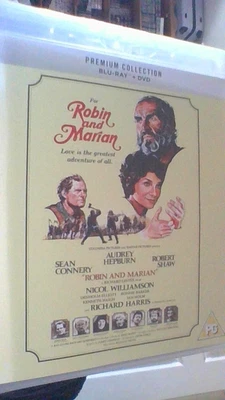 PREMIUM COLLECTION
BLU-RAY • DVD
For
Robin
and
Marian
Love is the greatest
adventure of all.
SEAN
CONNERY
AUDREY
HEPBURN
ROBERT
SHAW
"ROBIN AND MARIAN"
NICOL WILLIAMSON
RICHARD HARRIS
PG